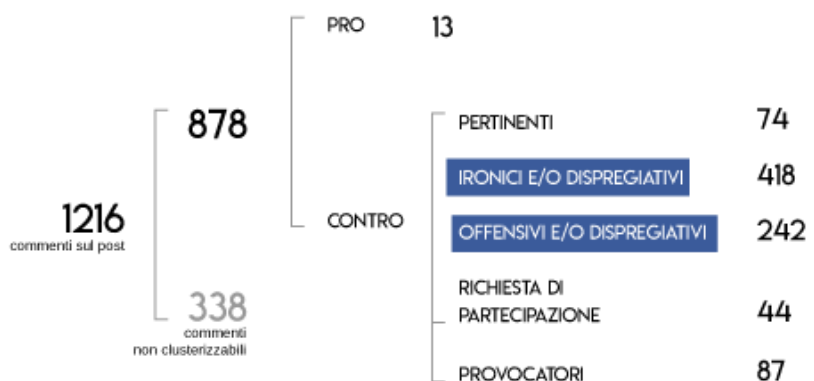 PRO 13
878
PERTINENTI 74
IRONICI E/O DISPREGIATIVI 418
1216
commenti sul post
CONTRO
OFFENSIVI E/O DISPREGIATIVI 242
338
commenti
non clusterizzabili
RICHIESTA DI
PARTECIPAZIONE 44
PROVOCATORI 87